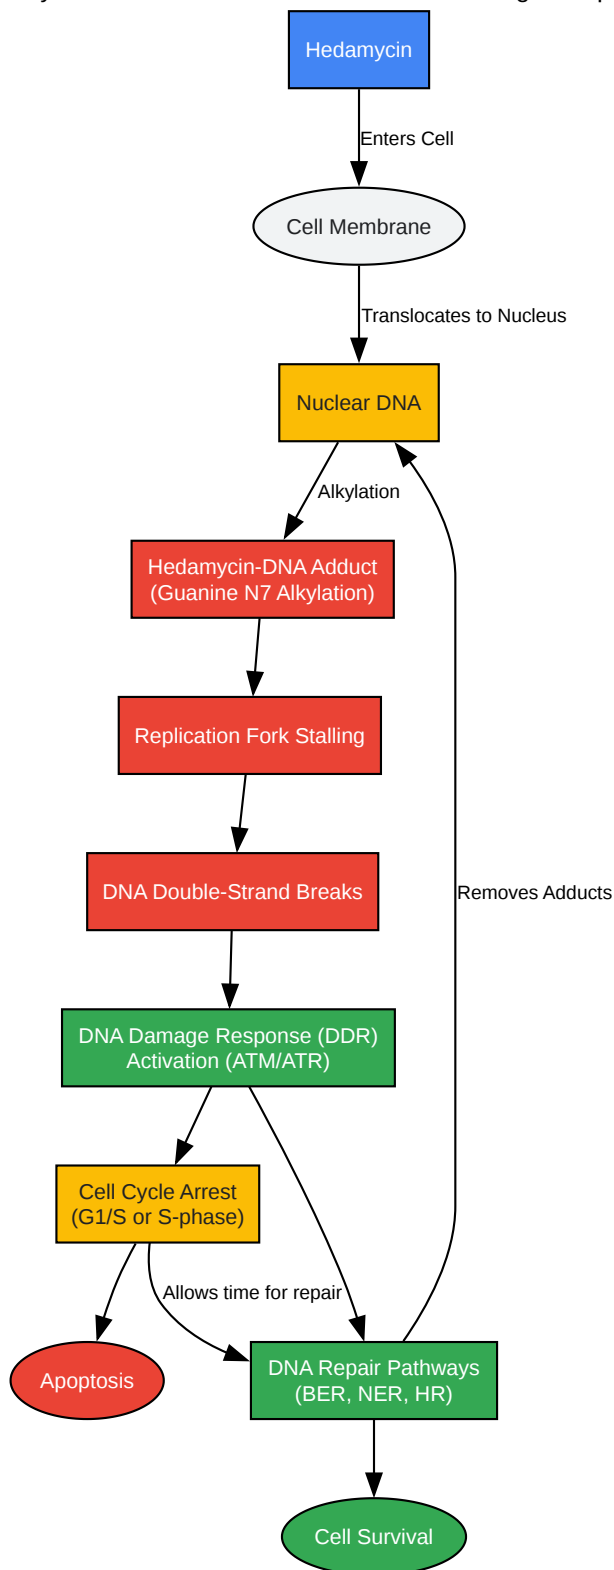 Hedamycin
Enters Cell
Cell Membrane
Translocates to Nucleus
Nuclear DNA
Alkylation
Hedamycin-DNA Adduct
(Guanine N7 Alkylation)
Replication Fork Stalling
DNA Double-Strand Breaks
Removes Adducts
DNA Damage Response (DDR)
Activation (ATM/ATR)
Cell Cycle Arrest
(G1/S or S-phase)
Allows time for repair
Apoptosis
DNA Repair Pathways
(BER, NER, HR)
Cell Survival